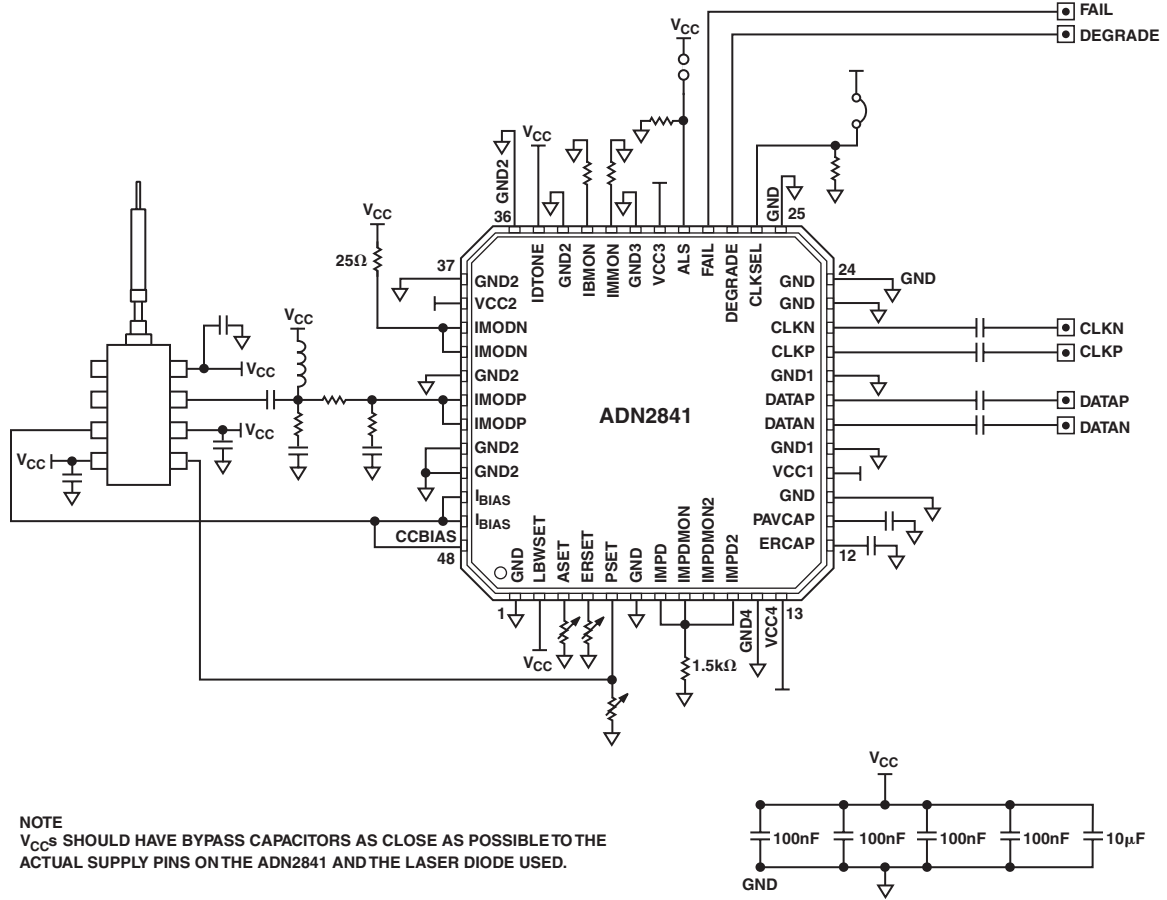 FAIL
DEGRADE
VCC
VCC
GND2
36
GND
25
VCC
25Ω
37
IDTONE
GND2
IBMON
IMMON
GND3
VCC3
ALS
FAIL
DEGRADE
CLKSEL
24
GND
GND2
VCC2
IMODN
IMODN
GND2
IMODP
IMODP
GND2
GND2
IBIAS
IBIAS
CCBIAS
48
ADN2841
GND
GND
CLKN
CLKP
GND1
DATAP
DATAN
GND1
VCC1
GND
PAVCAP
ERCAP
12
CLKN
CLKP
DATAP
DATAN
VCC
VCC
VCC
VCC
GND
LBWSET
ASET
ERSET
PSET
GND
IMPD
IMPDMON
IMPDMON2
IMPD2
1
GND4
VCC4
13
VCC
1.5kΩ
NOTE
VCCS SHOULD HAVE BYPASS CAPACITORS AS CLOSE AS POSSIBLE TO THE
ACTUAL SUPPLY PINS ON THE ADN2841 AND THE LASER DIODE USED.
VCC
100nF 100nF 100nF 100nF 10μF
GND